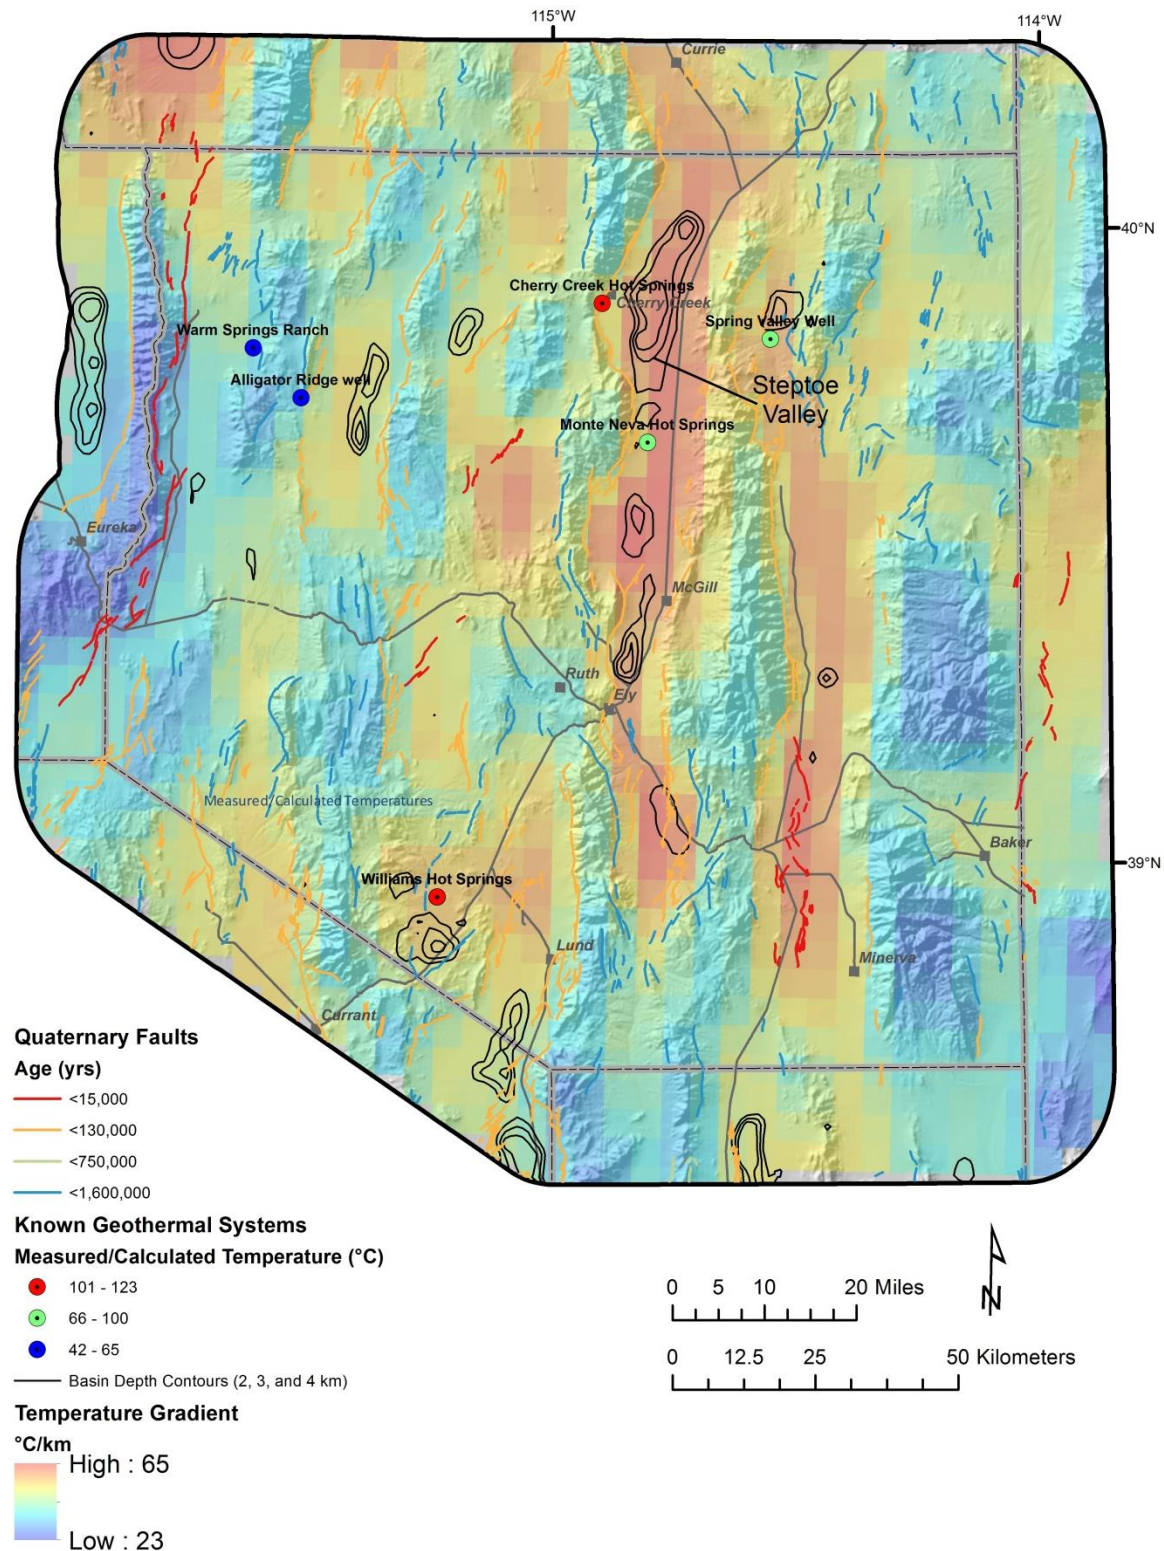 115°W
114°W
Currie
40°N
Cherry Creek Hot Springs
Cherry Creek
Spring Valley Well
Warm Springs Ranch
Alligator Ridge well
Steptoe
Valley
Monte Neva Hot Springs
Eureka
McGill
Ruth
Ely
Measured/Calculated Temperatures
Baker
39°N
Williams Hot Springs
Lund
Minerva
Currant
Quaternary Faults
Age (yrs)
<15,000
<130,000
<750,000
<1,600,000
Known Geothermal Systems
Measured/Calculated Temperature (°C)
101 - 123
66 - 100
42 - 65
Basin Depth Contours (2, 3, and 4 km)
Temperature Gradient
°C/km
High : 65
Low : 23
0 5 10 20 Miles
0 12.5 25 50 Kilometers
N